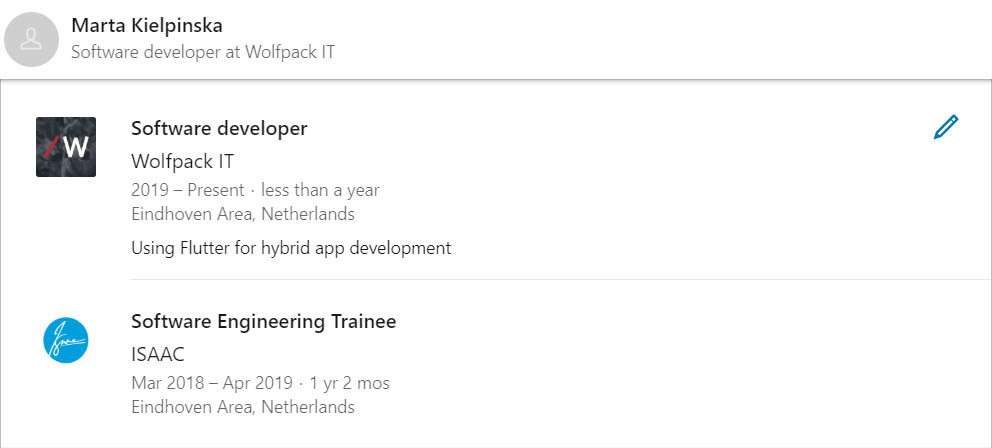 Marta Kielpinska
Software developer at Wolfpack IT
/W
Software developer
Wolfpack IT
2019 – Present · less than a year
Eindhoven Area, Netherlands
Using Flutter for hybrid app development
Isaac
Software Engineering Trainee
ISAAC
Mar 2018 – Apr 2019 · 1 yr 2 mos
Eindhoven Area, Netherlands